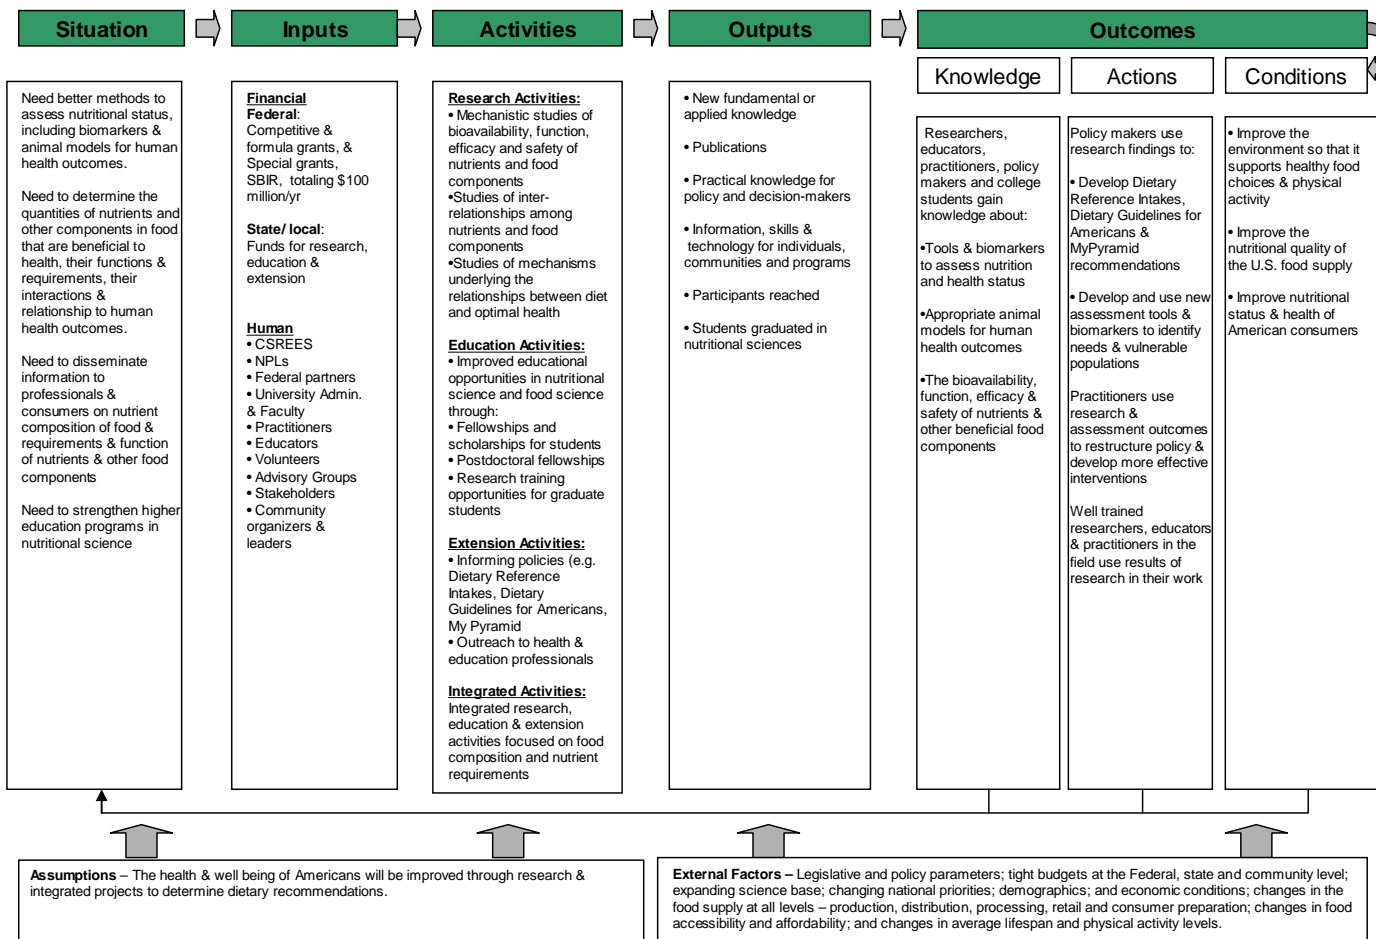 Situation
Inputs
Activities
Outputs
Outcomes
Knowledge
Actions
Conditions
Need better methods to
assess nutritional status,
including biomarkers &
animal models for human
health outcomes.
Need to determine the
quantities of nutrients and
other components in food
that are beneficial to
health, their functions &
requirements, their
interactions &
relationship to human
health outcomes.
Need to disseminate
information to
professionals &
consumers on nutrient
composition of food &
requirements & function
of nutrients & other food
components
Need to strengthen higher
education programs in
nutritional science
Financial
Federal:
Competitive &
formula grants, &
Special grants,
SBIR, totaling $100
million/yr
State/ local:
Funds for research,
education &
extension
Human
• CSREES
• NPLs
• Federal partners
• University Admin.
& Faculty
• Practitioners
• Educators
• Volunteers
• Advisory Groups
• Stakeholders
• Community
organizers &
leaders
Research Activities:
• Mechanistic studies of
bioavailability, function,
efficacy and safety of
nutrients and food
components
•Studies of inter-
relationships among
nutrients and food
components
•Studies of mechanisms
underlying the
relationships between diet
and optimal health
Education Activities:
• Improved educational
opportunities in nutritional
science and food science
through:
• Fellowships and
scholarships for students
• Postdoctoral fellowships
• Research training
opportunities for graduate
students
Extension Activities:
• Informing policies (e.g.
Dietary Reference
Intakes, Dietary
Guidelines for Americans,
My Pyramid
• Outreach to health &
education professionals
Integrated Activities:
Integrated research,
education & extension
activities focused on food
composition and nutrient
requirements
• New fundamental or
applied knowledge
• Publications
• Practical knowledge for
policy and decision-makers
• Information, skills &
technology for individuals,
communities and programs
• Participants reached
• Students graduated in
nutritional sciences
Researchers,
educators,
practitioners, policy
makers and college
students gain
knowledge about:
•Tools & biomarkers
to assess nutrition
and health status
•Appropriate animal
models for human
health outcomes
•The bioavailability,
function, efficacy &
safety of nutrients &
other beneficial food
components
Policy makers use
research findings to:
• Develop Dietary
Reference Intakes,
Dietary Guidelines for
Americans &
MyPyramid
recommendations
• Develop and use new
assessment tools &
biomarkers to identify
needs & vulnerable
populations
Practitioners use
research &
assessment outcomes
to restructure policy &
develop more effective
interventions
Well trained
researchers, educators
& practitioners in the
field use results of
research in their work
• Improve the
environment so that it
supports healthy food
choices & physical
activity
• Improve the
nutritional quality of
the U.S. food supply
• Improve nutritional
status & health of
American consumers
Assumptions – The health & well being of Americans will be improved through research &
integrated projects to determine dietary recommendations.
External Factors – Legislative and policy parameters; tight budgets at the Federal, state and community level;
expanding science base; changing national priorities; demographics; and economic conditions; changes in the
food supply at all levels – production, distribution, processing, retail and consumer preparation; changes in food
accessibility and affordability; and changes in average lifespan and physical activity levels.